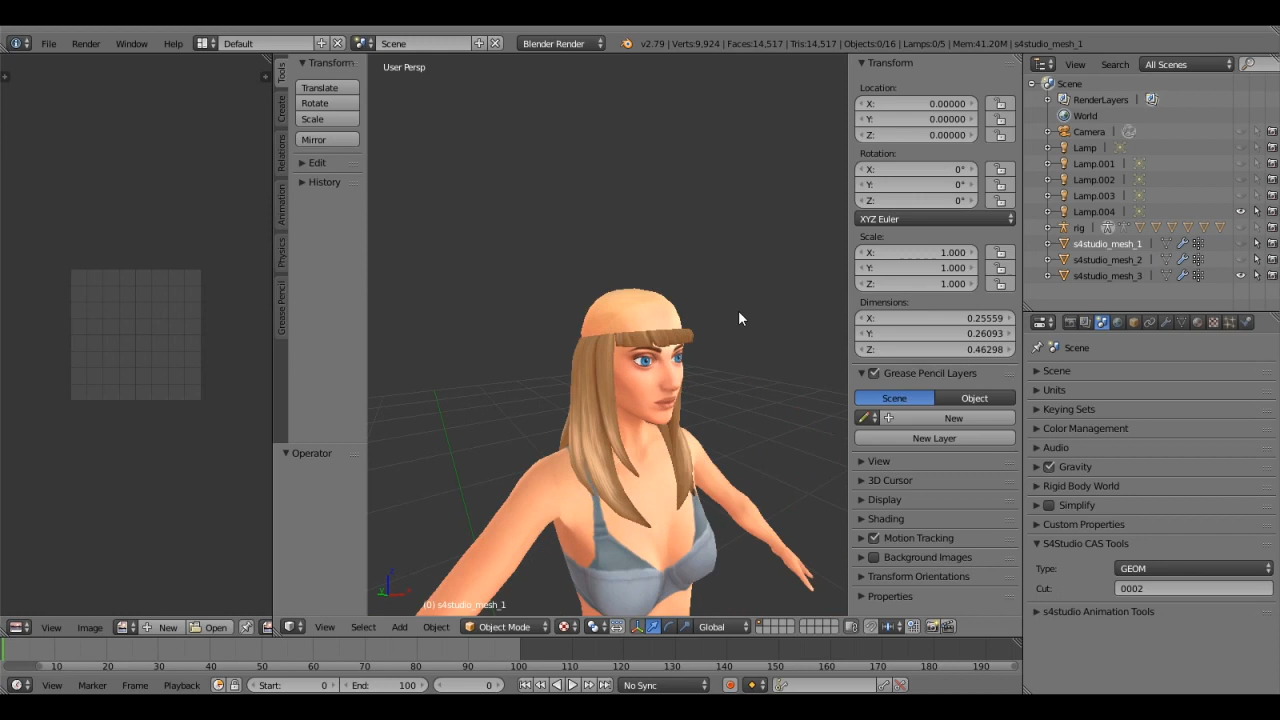 File Render Window Help Default Scene Blender Render v2.79 | Verts:9,924 | Faces:14,517 | Tris:14,517 | Objects:0/16 | Lamps:0/5 | Mem:41.20M | s4studio_mesh_1
Tools
Create
Relations
Animation
Physics
Grease Pencil
Transform
Translate
Rotate
Scale
Mirror
Edit
History
Operator
User Persp
(0) s4studio_mesh_1
Transform
Location:
X: 0.00000
Y: 0.00000
Z: 0.00000
Rotation:
X: 0°
Y: 0°
Z: 0°
XYZ Euler
Scale:
X: 1.000
Y: 1.000
Z: 1.000
Dimensions:
X: 0.25559
Y: 0.26093
Z: 0.46298
Grease Pencil Layers
Scene Object
New
New Layer
View
3D Cursor
Display
Shading
Motion Tracking
Background Images
Transform Orientations
Properties
View Search All Scenes
Scene
RenderLayers
World
Camera
Lamp
Lamp.001
Lamp.002
Lamp.003
Lamp.004
rig
s4studio_mesh_1
s4studio_mesh_2
s4studio_mesh_3
Scene
Scene
Units
Keying Sets
Color Management
Audio
Gravity
Rigid Body World
Simplify
Custom Properties
S4Studio CAS Tools
Type: GEOM
Cut: 0002
s4studio Animation Tools
View Image New Open
View Select Add Object Object Mode Global
10 20 30 40 50 60 70 80 90 100 110 120 130 140 150 160 170 180 190
View Marker Frame Playback Start: 0 End: 100 0 No Sync